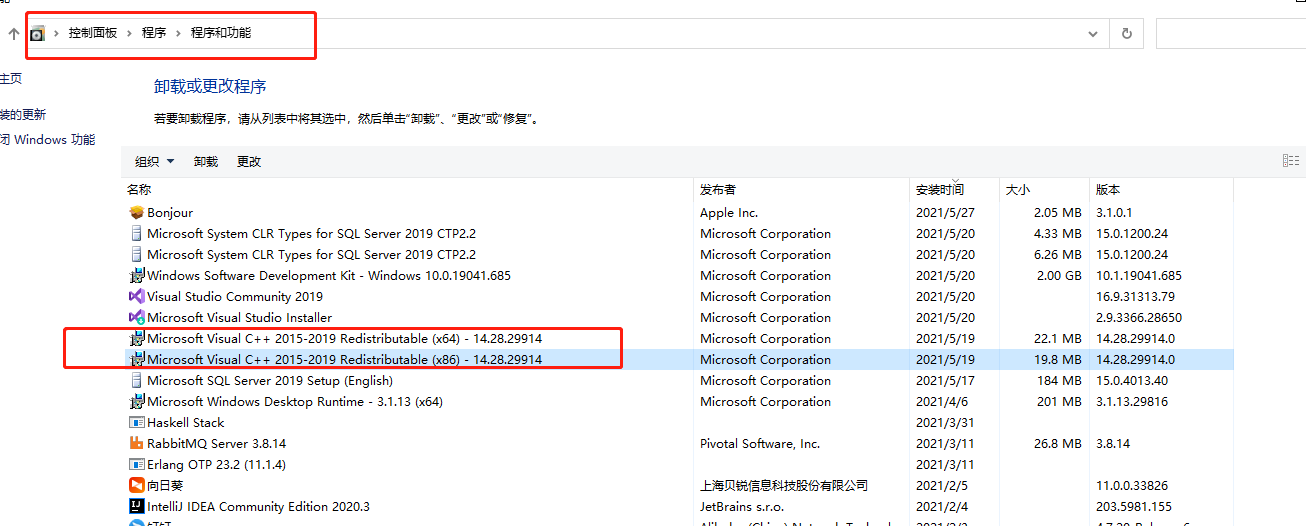 控制面板 › 程序 › 程序和功能
主页
卸载或更改程序
装的更新
若要卸载程序，请从列表中将其选中，然后单击“卸载”、“更改”或“修复”。
闭 Windows 功能
组织 卸载 更改
名称 发布者 安装时间 大小 版本
Bonjour Apple Inc. 2021/5/27 2.05 MB 3.1.0.1
Microsoft System CLR Types for SQL Server 2019 CTP2.2 Microsoft Corporation 2021/5/20 4.33 MB 15.0.1200.24
Microsoft System CLR Types for SQL Server 2019 CTP2.2 Microsoft Corporation 2021/5/20 6.26 MB 15.0.1200.24
Windows Software Development Kit - Windows 10.0.19041.685 Microsoft Corporation 2021/5/20 2.00 GB 10.1.19041.685
Visual Studio Community 2019 Microsoft Corporation 2021/5/20 16.9.31313.79
Microsoft Visual Studio Installer Microsoft Corporation 2021/5/20 2.9.3366.28650
Microsoft Visual C++ 2015-2019 Redistributable (x64) - 14.28.29914 Microsoft Corporation 2021/5/19 22.1 MB 14.28.29914.0
Microsoft Visual C++ 2015-2019 Redistributable (x86) - 14.28.29914 Microsoft Corporation 2021/5/19 19.8 MB 14.28.29914.0
Microsoft SQL Server 2019 Setup (English) Microsoft Corporation 2021/5/17 184 MB 15.0.4013.40
Microsoft Windows Desktop Runtime - 3.1.13 (x64) Microsoft Corporation 2021/4/6 201 MB 3.1.13.29816
Haskell Stack 2021/3/31
RabbitMQ Server 3.8.14 Pivotal Software, Inc. 2021/3/11 26.8 MB 3.8.14
Erlang OTP 23.2 (11.1.4) 2021/3/11
向日葵 上海贝锐信息科技股份有限公司 2021/2/5 11.0.0.33826
IntelliJ IDEA Community Edition 2020.3 JetBrains s.r.o. 2021/2/4 203.5981.155